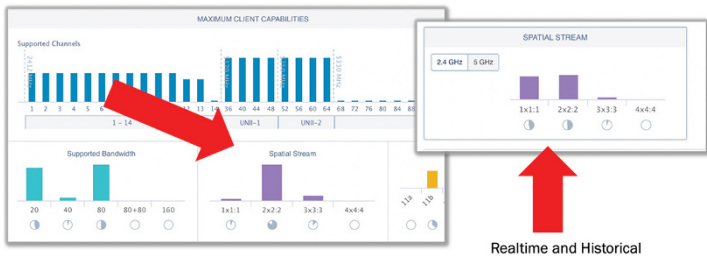 MAXIMUM CLIENT CAPABILITIES
Supported Channels
1 2 3 4 5 6 12 13 14 36 40 44 48 52 56 60 64 68 72 76 80 84 88
1 - 14 UNII-1 UNII-2
Supported Bandwidth
20 40 80 80+80 160
Spatial Stream
1x1:1 2x2:2 3x3:3 4x4:4
11a 11b
SPATIAL STREAM
2.4 GHz 5 GHz
1x1:1 2x2:2 3x3:3 4x4:4
Realtime and Historical